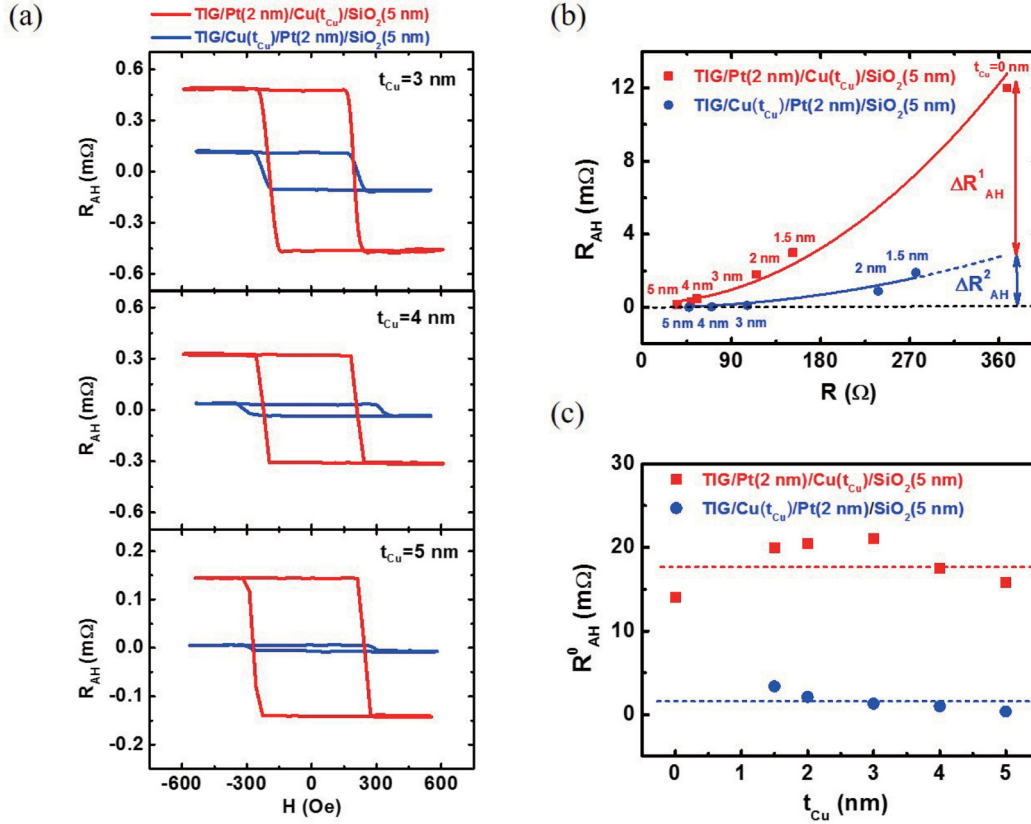 (a)
TIG/Pt(2 nm)/Cu(t_Cu)/SiO₂(5 nm)
TIG/Cu(t_Cu)/Pt(2 nm)/SiO₂(5 nm)
t_Cu=3 nm
0.6
0.3
0.0
-0.3
-0.6
R_AH (mΩ)
t_Cu=4 nm
0.6
0.3
0.0
-0.3
-0.6
R_AH (mΩ)
t_Cu=5 nm
0.2
0.1
0.0
-0.1
-0.2
R_AH (mΩ)
-600 -300 0 300 600
H (Oe)
(b)
TIG/Pt(2 nm)/Cu(t_Cu)/SiO₂(5 nm)
TIG/Cu(t_Cu)/Pt(2 nm)/SiO₂(5 nm)
t_Cu=0 nm
12
8
4
0
R_AH (mΩ)
ΔR¹_AH
ΔR²_AH
5 nm 4 nm 3 nm 2 nm 1.5 nm
5 nm 4 nm 3 nm 2 nm 1.5 nm
0 90 180 270 360
R (Ω)
(c)
TIG/Pt(2 nm)/Cu(t_Cu)/SiO₂(5 nm)
TIG/Cu(t_Cu)/Pt(2 nm)/SiO₂(5 nm)
30
20
10
0
R⁰_AH (mΩ)
0 1 2 3 4 5
t_Cu (nm)